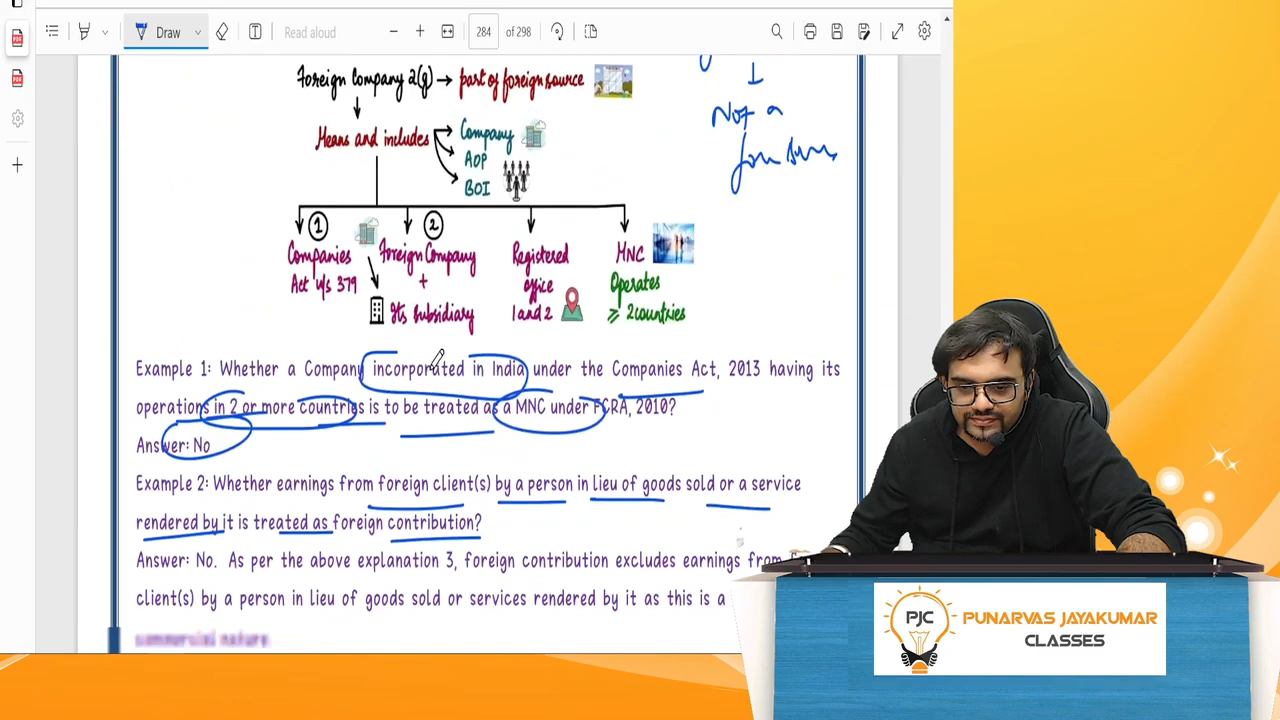 Draw
Read aloud
284 of 298
Foreign Company 2(g) → part of foreign source
Not a
Means and includes
Company
AOP
BOI
1
2
Companies
Act u/s 379
Foreign Company
+
Its subsidiary
Registered
office
1 and 2
MNC
Operates
≥ 2 countries
Example 1: Whether a Company incorporated in India under the Companies Act, 2013 having its
operations in 2 or more countries is to be treated as a MNC under FCRA, 2010?
Answer: No
Example 2: Whether earnings from foreign client(s) by a person in lieu of goods sold or a service
rendered by it is treated as foreign contribution?
Answer: No. As per the above explanation 3, foreign contribution excludes earnings from
client(s) by a person in lieu of goods sold or services rendered by it as this is a
commercial nature
PJC
PUNARVAS JAYAKUMAR
CLASSES